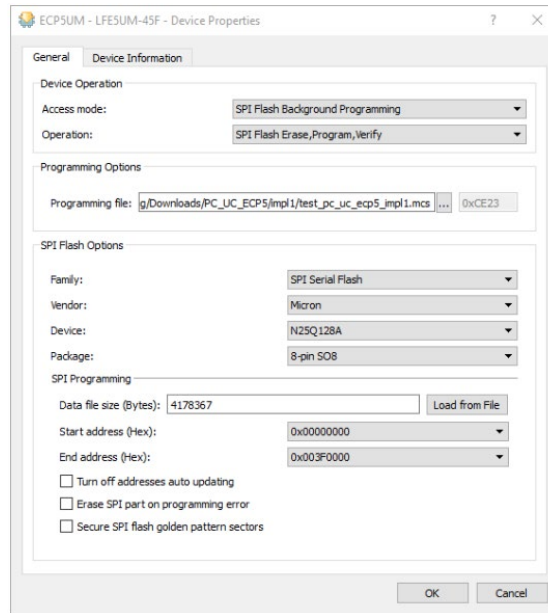 ECP5UM - LFE5UM-45F - Device Properties
General Device Information
Device Operation
Access mode: SPI Flash Background Programming
Operation: SPI Flash Erase,Program,Verify
Programming Options
Programming file: g/Downloads/PC_UC_ECP5/impl1/test_pc_uc_ecp5_impl1.mcs ... 0xCE23
SPI Flash Options
Family: SPI Serial Flash
Vendor: Micron
Device: N25Q128A
Package: 8-pin SO8
SPI Programming
Data file size (Bytes): 4178367 Load from File
Start address (Hex): 0x00000000
End address (Hex): 0x003F0000
Turn off addresses auto updating
Erase SPI part on programming error
Secure SPI flash golden pattern sectors
OK Cancel